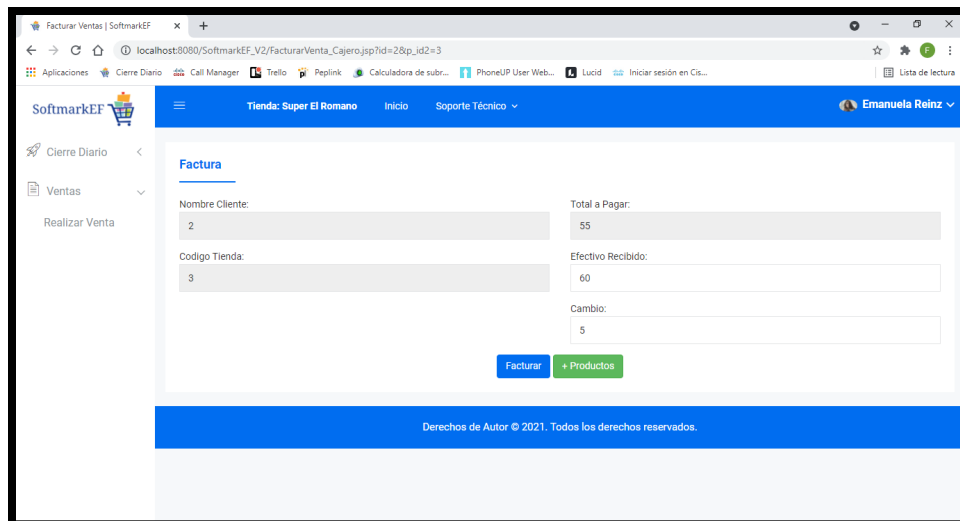 Facturar Ventas | SoftmarkEF
localhost:8080/SoftmarkEF_V2/FacturarVenta_Cajero.jsp?id=2&p_id2=3
F
Aplicaciones Cierre Diario Call Manager Trello Peplink Calculadora de subr... PhoneUP User Web... Lucid Iniciar sesión en Cis... Lista de lectura
SoftmarkEF
Tienda: Super El Romano Inicio Soporte Técnico Emanuela Reinz
Cierre Diario
Ventas
Realizar Venta
Factura
Nombre Cliente: Total a Pagar:
2 55
Codigo Tienda: Efectivo Recibido:
3 60
Cambio:
5
Facturar + Productos
Derechos de Autor © 2021. Todos los derechos reservados.